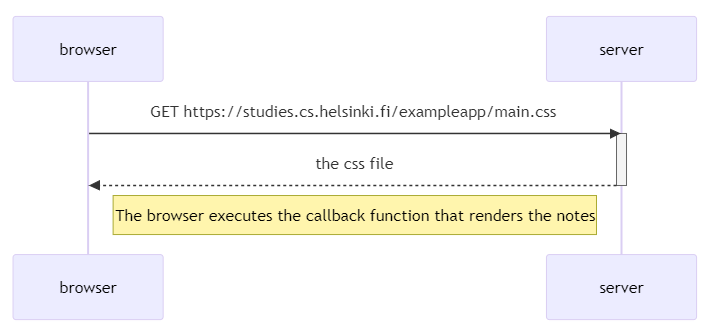 browser
server
GET https://studies.cs.helsinki.fi/exampleapp/main.css
the css file
The browser executes the callback function that renders the notes
browser
server